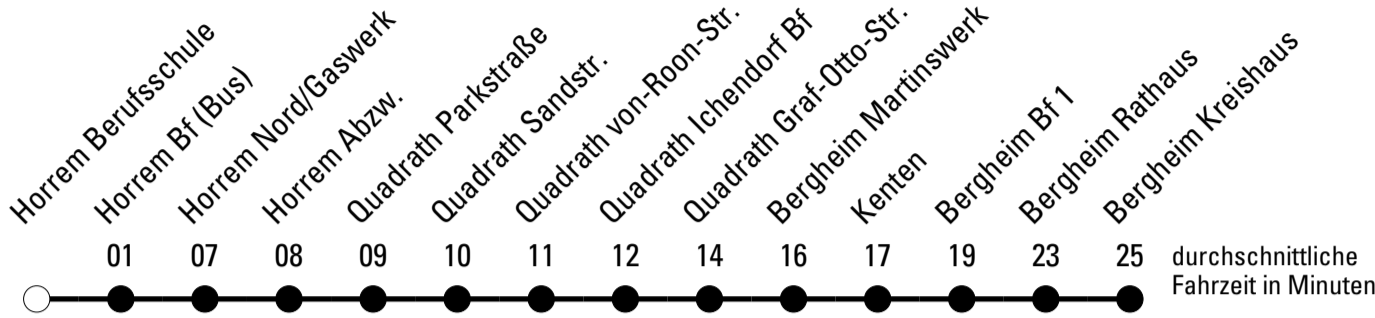 Horrem Berufsschule
Horrem Bf (Bus)
Horrem Nord/Gaswerk
Horrem Abzw.
Quadrath Parkstraße
Quadrath Sandstr.
Quadrath von-Roon-Str.
Quadrath Ichendorf Bf
Quadrath Graf-Otto-Str.
Bergheim Martinswerk
Kenten
Bergheim Bf 1
Bergheim Rathaus
Bergheim Kreishaus
01 07 08 09 10 11 12 14 16 17 19 23 25
durchschnittliche
Fahrzeit in Minuten